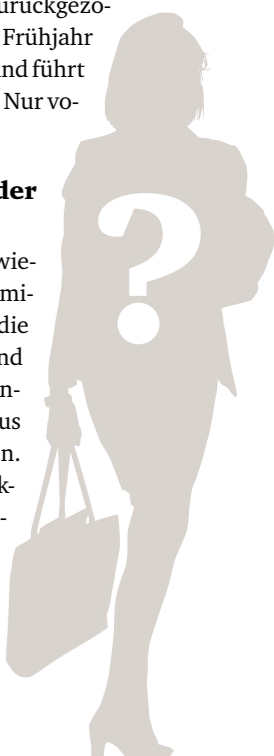 urückgezo-
Frühjahr
nd führt
Nur vo-
der
wie-
mi-
die
nd
n-
us
n.
k-
-
?